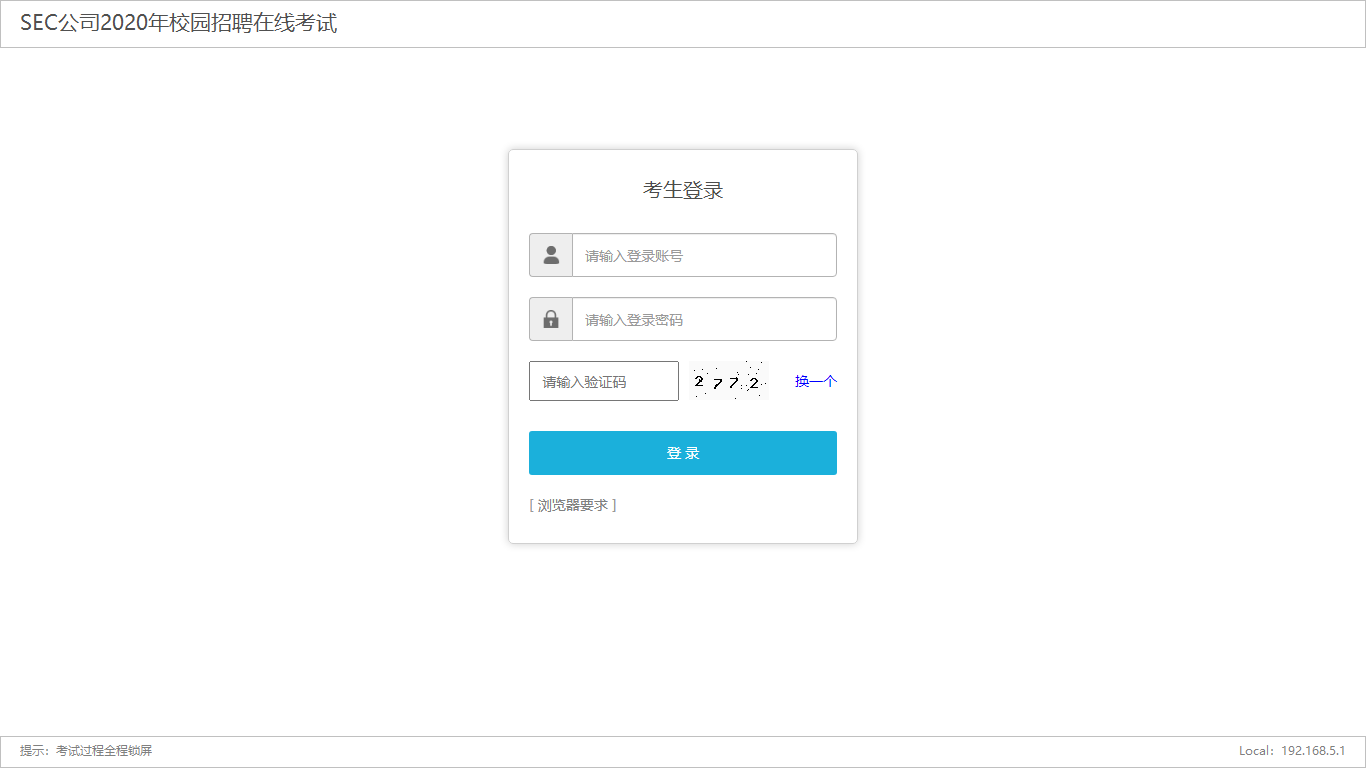 SEC公司2020年校园招聘在线考试
考生登录
请输入登录账号
请输入登录密码
请输入验证码 2772 换一个
登 录
[ 浏览器要求 ]
提示：考试过程全程锁屏 Local：192.168.5.1